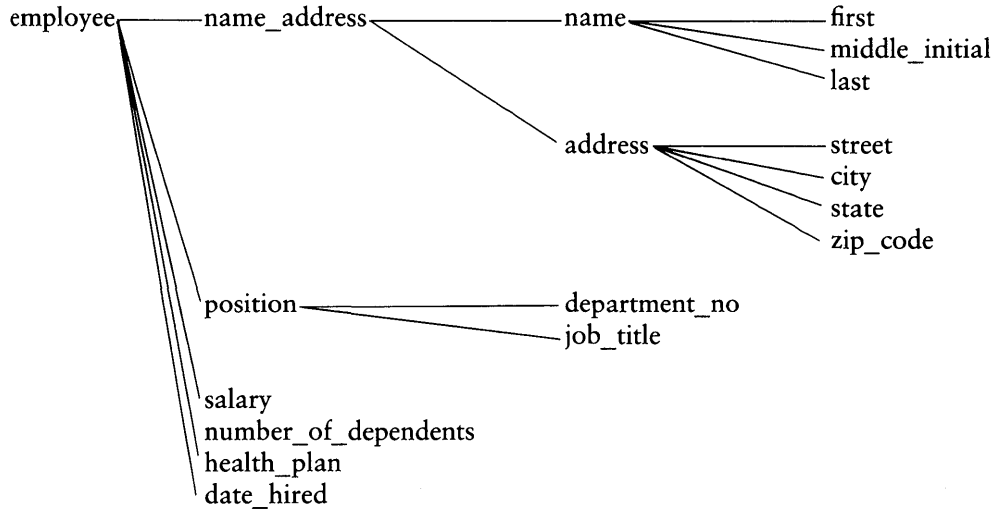 employee name_address name first
middle_initial
last
address street
city
state
zip_code
position department_no
job_title
salary
number_of_dependents
health_plan
date_hired